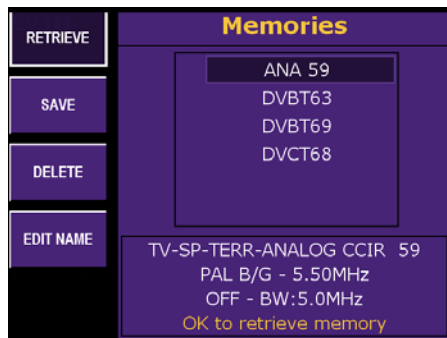 RETRIEVE
SAVE
DELETE
EDIT NAME
Memories
ANA 59
DVBT63
DVBT69
DVCT68
TV-SP-TERR-ANALOG CCIR 59
PAL B/G - 5.50MHz
OFF - BW:5.0MHz
OK to retrieve memory